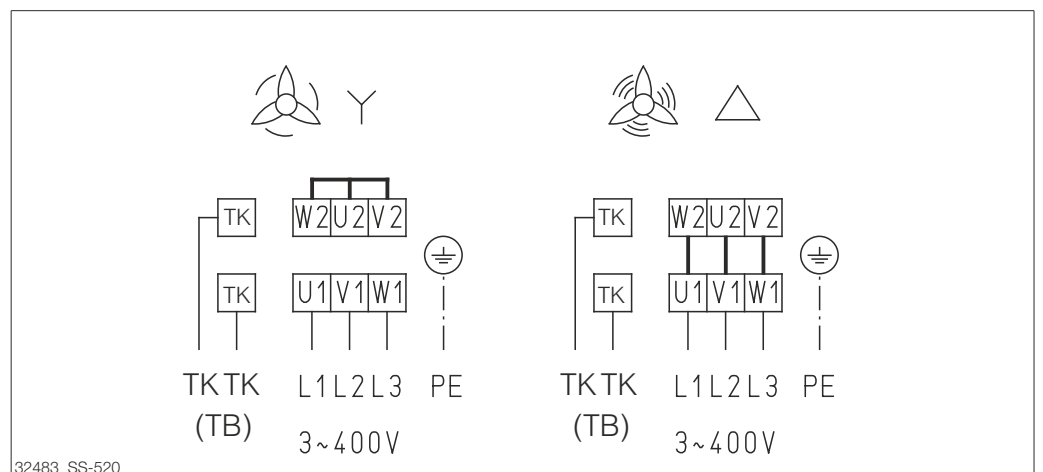 TK W2 U2 V2
TK U1 V1 W1
TK TK L1 L2 L3 PE
(TB)
3~400V
TK W2 U2 V2
TK U1 V1 W1
TK TK L1 L2 L3 PE
(TB)
3~400V
32483_SS-520